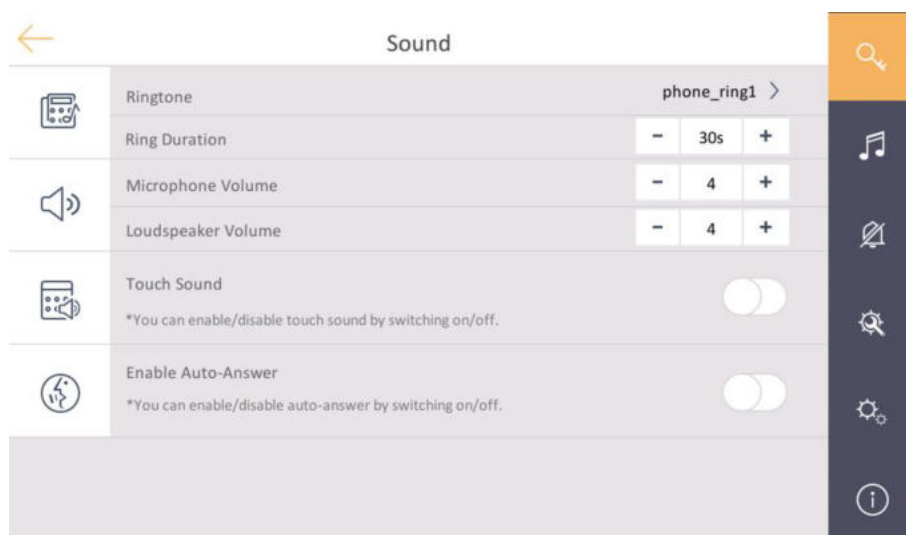 Sound
Ringtone
phone_ring1 >
Ring Duration
− 30s +
Microphone Volume
− 4 +
Loudspeaker Volume
− 4 +
Touch Sound
*You can enable/disable touch sound by switching on/off.
Enable Auto-Answer
*You can enable/disable auto-answer by switching on/off.